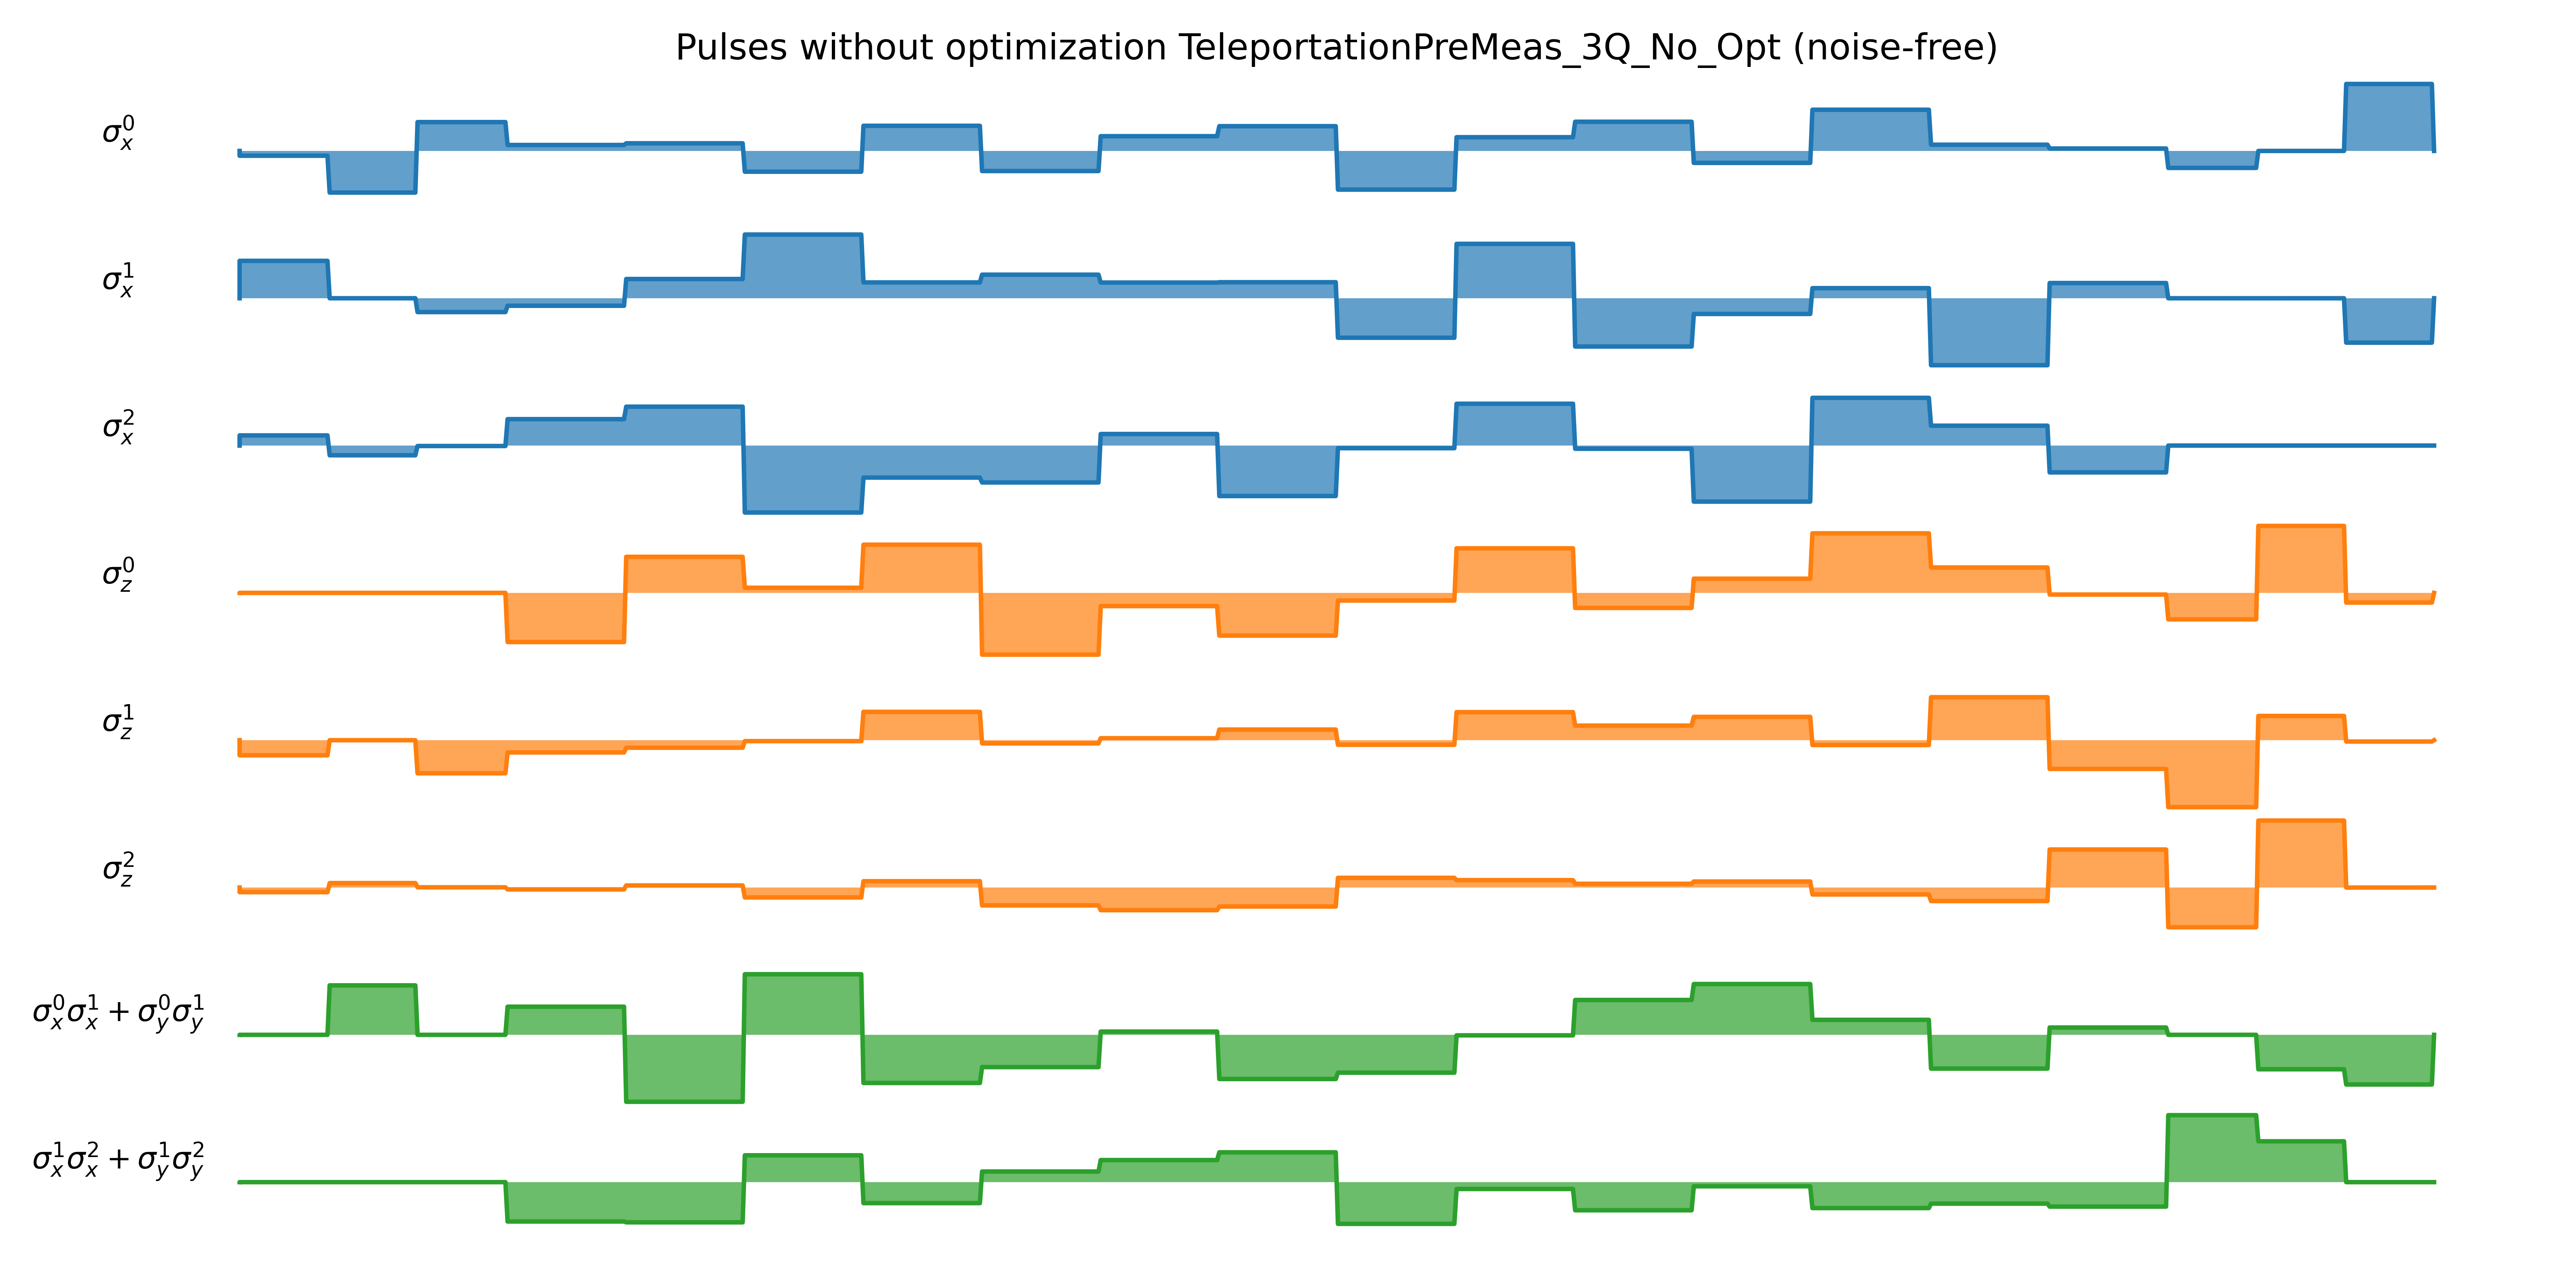 Pulses without optimization TeleportationPreMeas_3Q_No_Opt (noise-free)
σ_x^0
σ_x^1
σ_x^2
σ_z^0
σ_z^1
σ_z^2
σ_x^0σ_x^1 + σ_y^0σ_y^1
σ_x^1σ_x^2 + σ_y^1σ_y^2